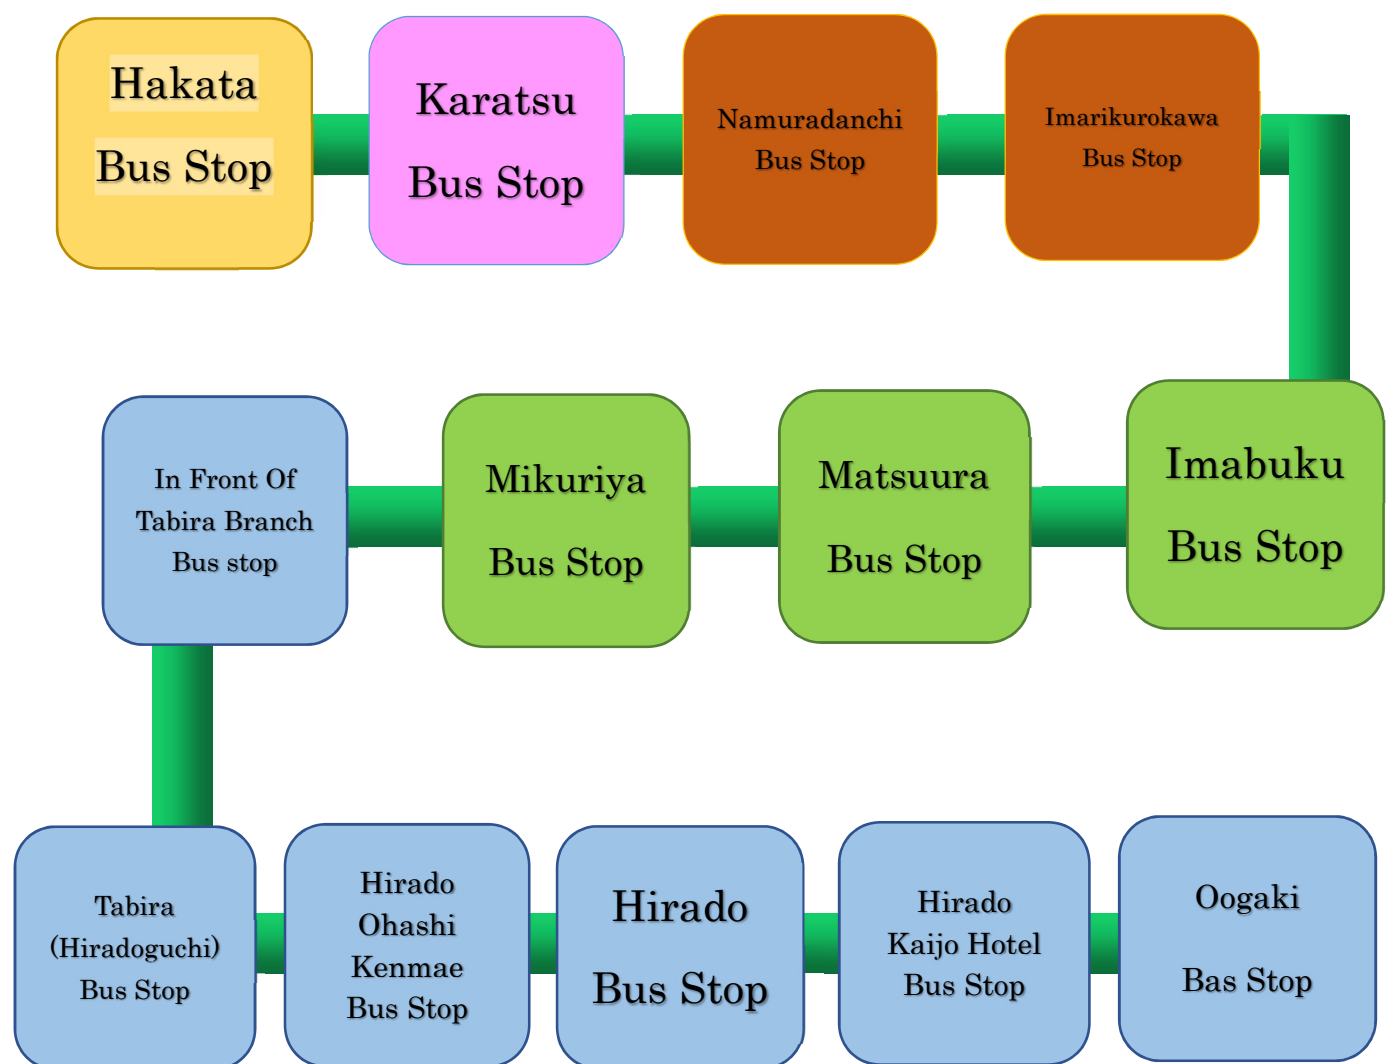 Hakata
Bus Stop
Karatsu
Bus Stop
Namuradanchi
Bus Stop
Imarikurokawa
Bus Stop
In Front Of
Tabira Branch
Bus stop
Mikuriya
Bus Stop
Matsuura
Bus Stop
Imabuku
Bus Stop
Tabira
(Hiradoguchi)
Bus Stop
Hirado
Ohashi
Kenmae
Bus Stop
Hirado
Bus Stop
Hirado
Kaijo Hotel
Bus Stop
Oogaki
Bas Stop